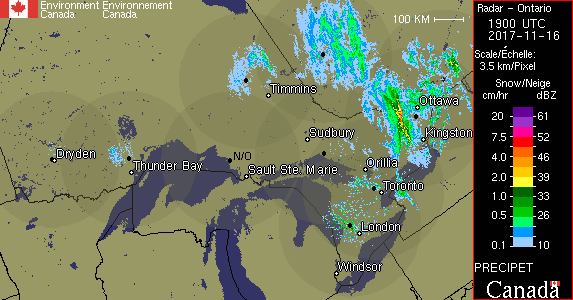 Environment Environnement
Canada Canada
Radar - Ontario
1900 UTC
2017-11-16
100 KM
Scale/Échelle:
3.5 km/Pixel
Snow/Neige
cm/hr dBZ
20 61
7.5 52
4.0 46
2.0 39
1.0 33
0.5 26
0.1 10
Timmins
Ottawa
Sudbury
Kingston
Dryden
N/O
Thunder Bay
Sault Ste. Marie
Orillia
Toronto
London
Windsor
PRECIPET
Canada